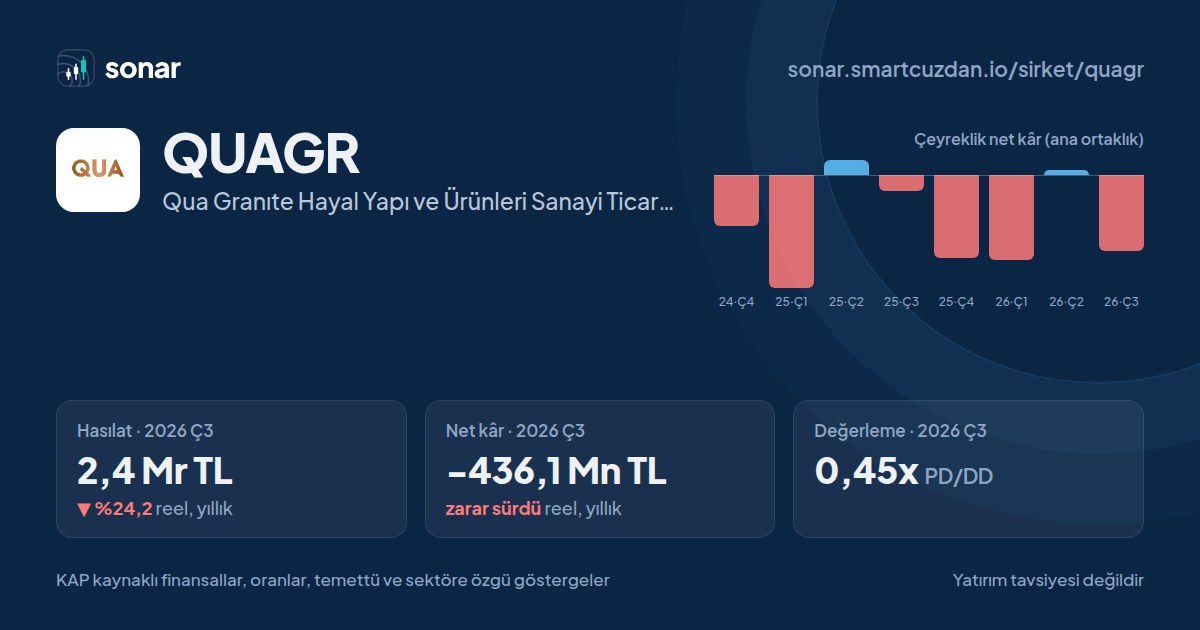 sonar
sonar.smartcuzdan.io/sirket/quagr
QUA
QUAGR
Qua Granıte Hayal Yapı ve Ürünleri Sanayi Ticar...
Çeyreklik net kâr (ana ortaklık)
24·Ç4 25·Ç1 25·Ç2 25·Ç3 25·Ç4 26·Ç1 26·Ç2 26·Ç3
Hasılat · 2026 Ç3
2,4 Mr TL
▼ %24,2 reel, yıllık
Net kâr · 2026 Ç3
−436,1 Mn TL
zarar sürdü reel, yıllık
Değerleme · 2026 Ç3
0,45x PD/DD
KAP kaynaklı finansallar, oranlar, temettü ve sektöre özgü göstergeler
Yatırım tavsiyesi değildir